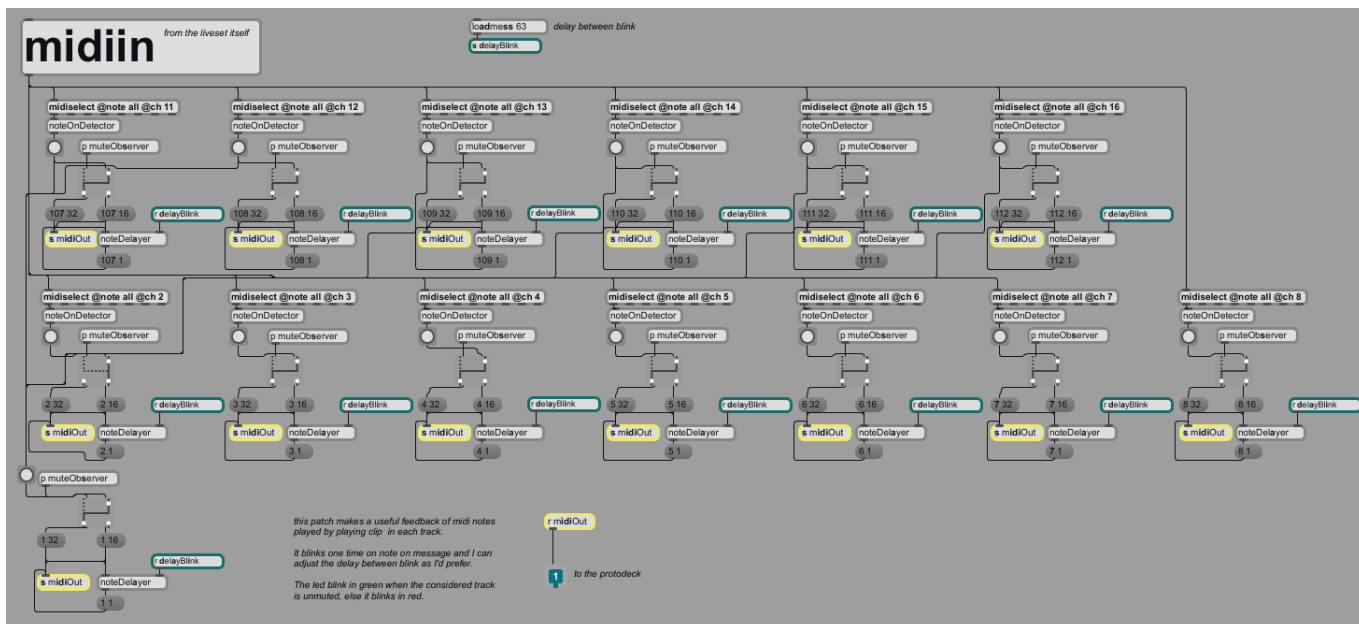 midiin
from the liveset itself
loadmess 63
delay between blink
s delayBlink
midiselect @note all @ch 11
midiselect @note all @ch 12
midiselect @note all @ch 13
midiselect @note all @ch 14
midiselect @note all @ch 15
midiselect @note all @ch 16
noteOnDetector
noteOnDetector
noteOnDetector
noteOnDetector
noteOnDetector
noteOnDetector
p muteObserver
p muteObserver
p muteObserver
p muteObserver
p muteObserver
p muteObserver
107 32
107 16
r delayBlink
108 32
108 16
r delayBlink
109 32
109 16
r delayBlink
110 32
110 16
r delayBlink
111 32
111 16
r delayBlink
112 32
112 16
r delayBlink
s midiOut
noteDelayer
s midiOut
noteDelayer
s midiOut
noteDelayer
s midiOut
noteDelayer
s midiOut
noteDelayer
s midiOut
noteDelayer
107 1
108 1
109 1
110 1
111 1
112 1
midiselect @note all @ch 2
midiselect @note all @ch 3
midiselect @note all @ch 4
midiselect @note all @ch 5
midiselect @note all @ch 6
midiselect @note all @ch 7
midiselect @note all @ch 8
noteOnDetector
noteOnDetector
noteOnDetector
noteOnDetector
noteOnDetector
noteOnDetector
noteOnDetector
p muteObserver
p muteObserver
p muteObserver
p muteObserver
p muteObserver
p muteObserver
p muteObserver
2 32
2 16
r delayBlink
3 32
3 16
r delayBlink
4 32
4 16
r delayBlink
5 32
5 16
r delayBlink
6 32
6 16
r delayBlink
7 32
7 16
r delayBlink
8 32
8 16
r delayBlink
s midiOut
noteDelayer
s midiOut
noteDelayer
s midiOut
noteDelayer
s midiOut
noteDelayer
s midiOut
noteDelayer
s midiOut
noteDelayer
s midiOut
noteDelayer
2 1
3 1
4 1
5 1
6 1
7 1
8 1
p muteObserver
1 32
1 16
r delayBlink
s midiOut
noteDelayer
1 1
this patch makes a useful feedback of midi notes
played by playing clip in each track.
It blinks one time on note on message and I can
adjust the delay between blink as I'd prefer.
The led blink in green when the considered track
is unmuted, else it blinks in red.
r midiOut
1
to the protodeck